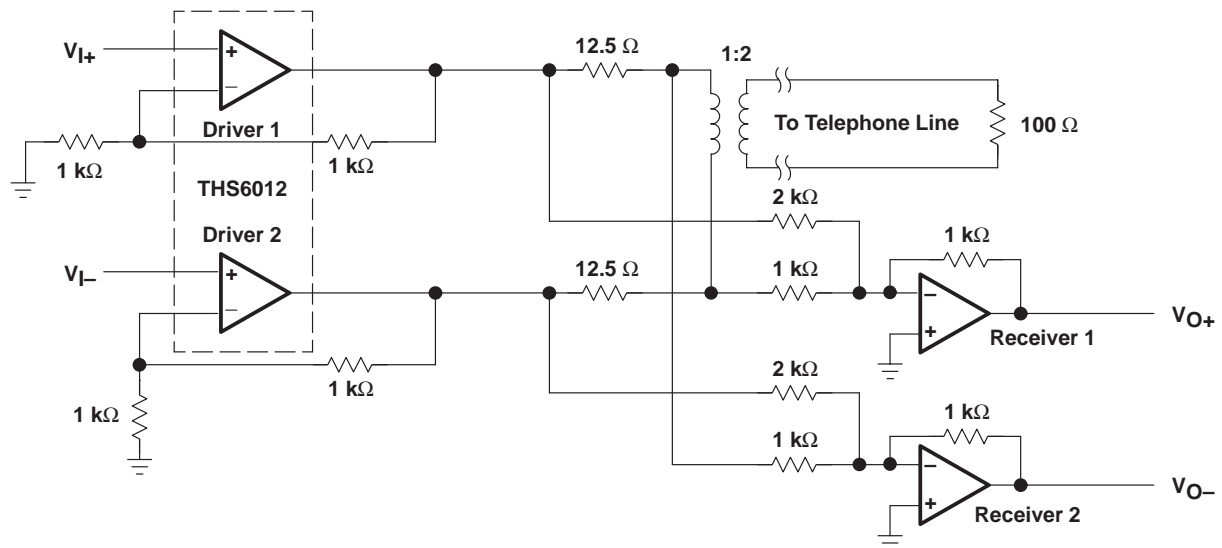 V_I+
+
−
Driver 1
1 kΩ
1 kΩ
THS6012
12.5 Ω
1:2
To Telephone Line
100 Ω
Driver 2
V_I−
+
−
1 kΩ
1 kΩ
12.5 Ω
2 kΩ
1 kΩ
1 kΩ
−
+
Receiver 1
V_O+
2 kΩ
1 kΩ
1 kΩ
−
+
Receiver 2
V_O−